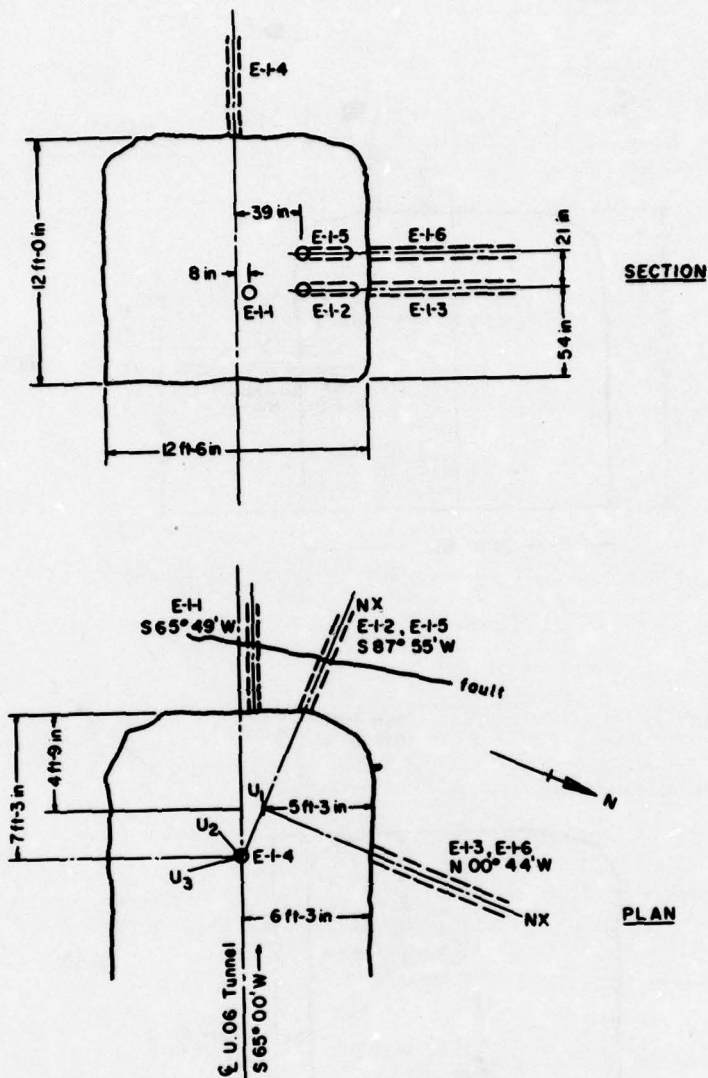 E-1-4
39 in
12 ft-0 in
E-1-5
E-1-6
21 in
8 in
SECTION
E-1-1
E-1-2
E-1-3
54 in
12 ft-6 in
E-1-1
S 65° 49' W
NX
E-1-2, E-1-5
S 87° 55' W
fault
7 ft-3 in
4 ft-9 in
N
U1
5 ft-3 in
U2
E-1-4
E-1-3, E-1-6
N 00° 44' W
U3
NX
PLAN
6 ft-3 in
℄ U.06 Tunnel
S 65° 00' W →